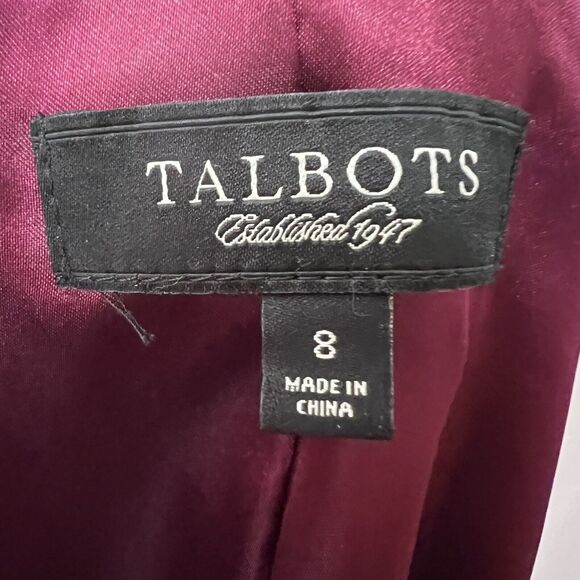 TALBOTS
Established 1947
8
MADE IN
CHINA